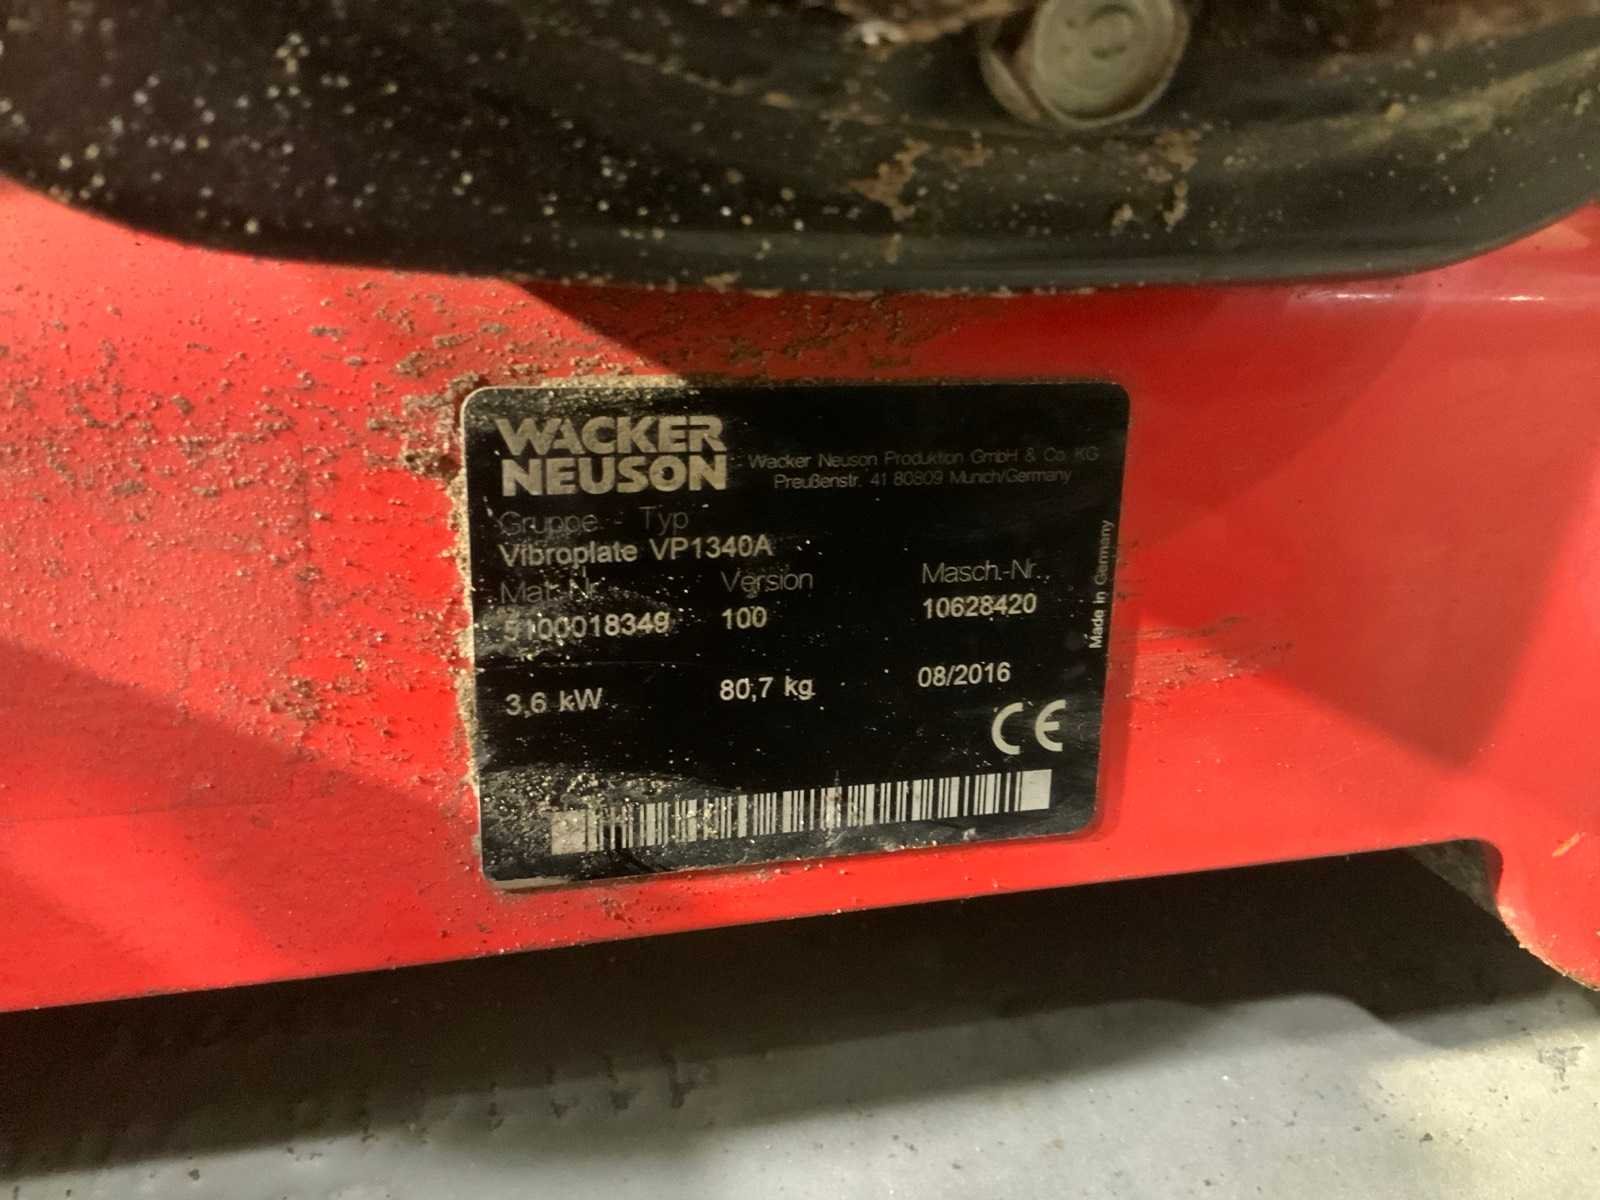 WACKER
NEUSON
Wacker Neuson Produktion GmbH & Co. KG
Preußenstr. 41 80809 Munich/Germany
Gruppe - Typ
Vibroplate VP1340A
Mat.-Nr. Version Masch.-Nr.
5100018349 100 10628420
3,6 kW 80,7 kg 08/2016
CE
Made in Germany